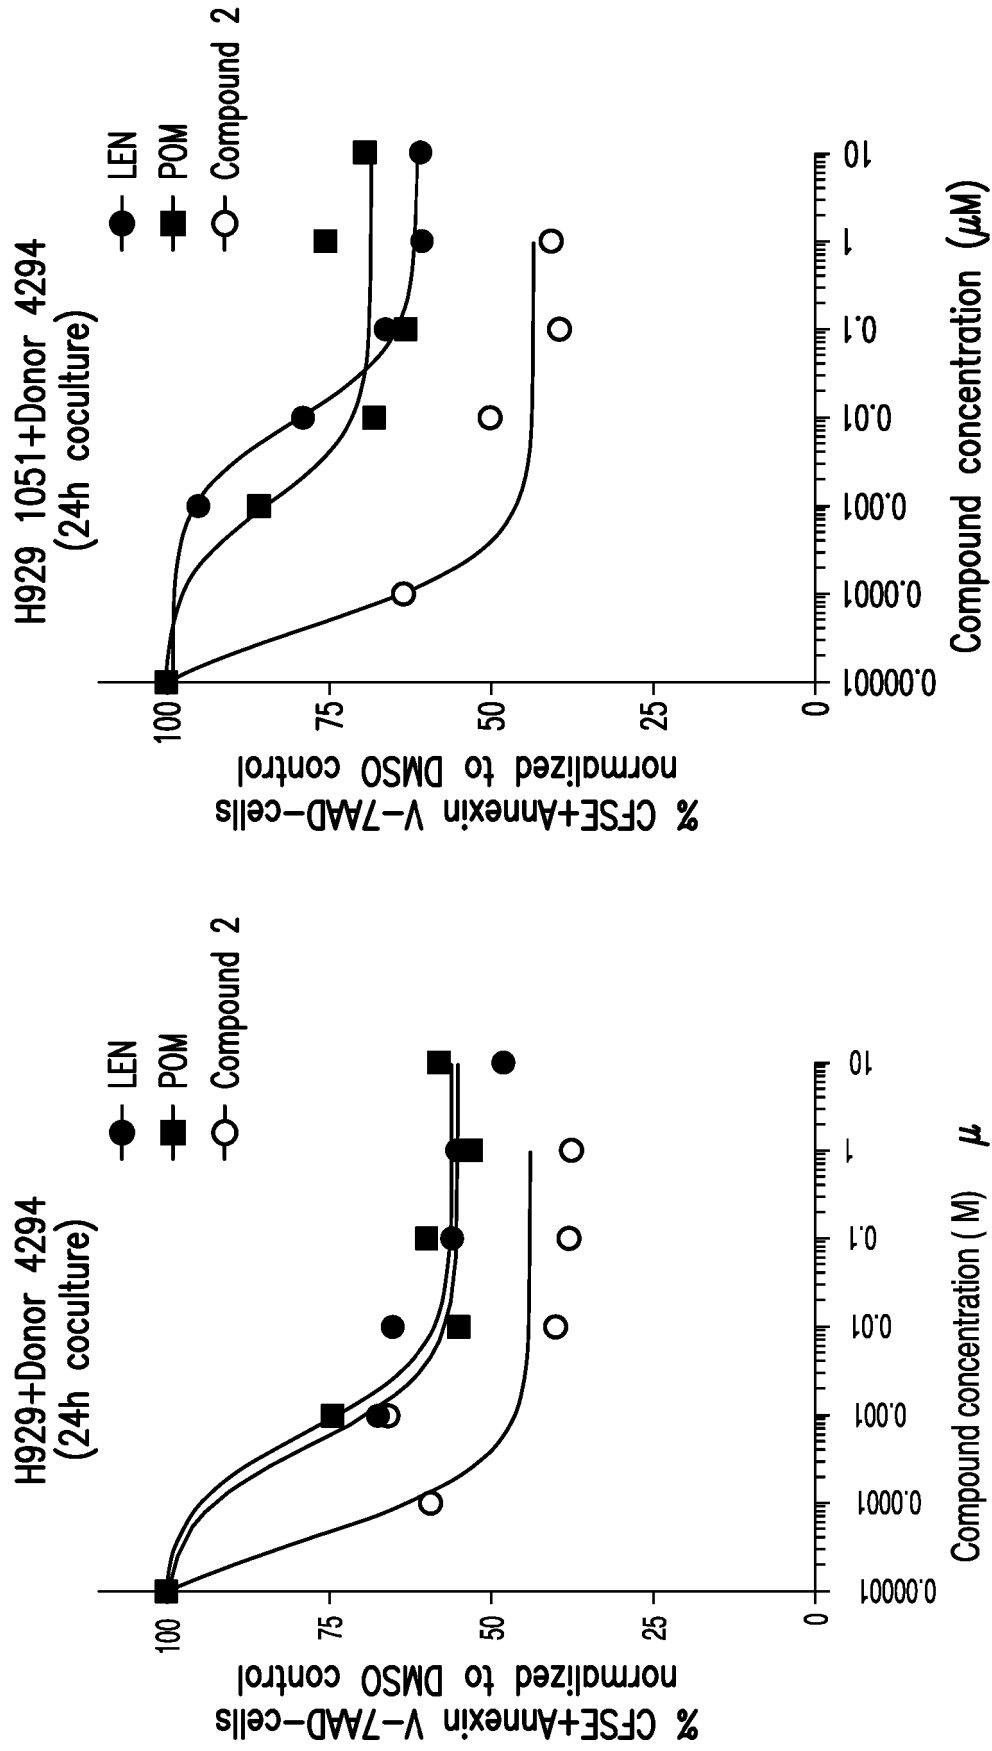 H929+Donor 4294
(24h coculture)
LEN
POM
Compound 2
% CFSE+Annexin V-7AAD-cells
normalized to DMSO control
100
75
50
25
0
0.00001
0.0001
0.001
0.01
0.1
1
10
Compound concentration ( M) μ
H929 1051+Donor 4294
(24h coculture)
LEN
POM
Compound 2
% CFSE+Annexin V-7AAD-cells
normalized to DMSO control
100
75
50
25
0
0.00001
0.0001
0.001
0.01
0.1
1
10
Compound concentration (μM)